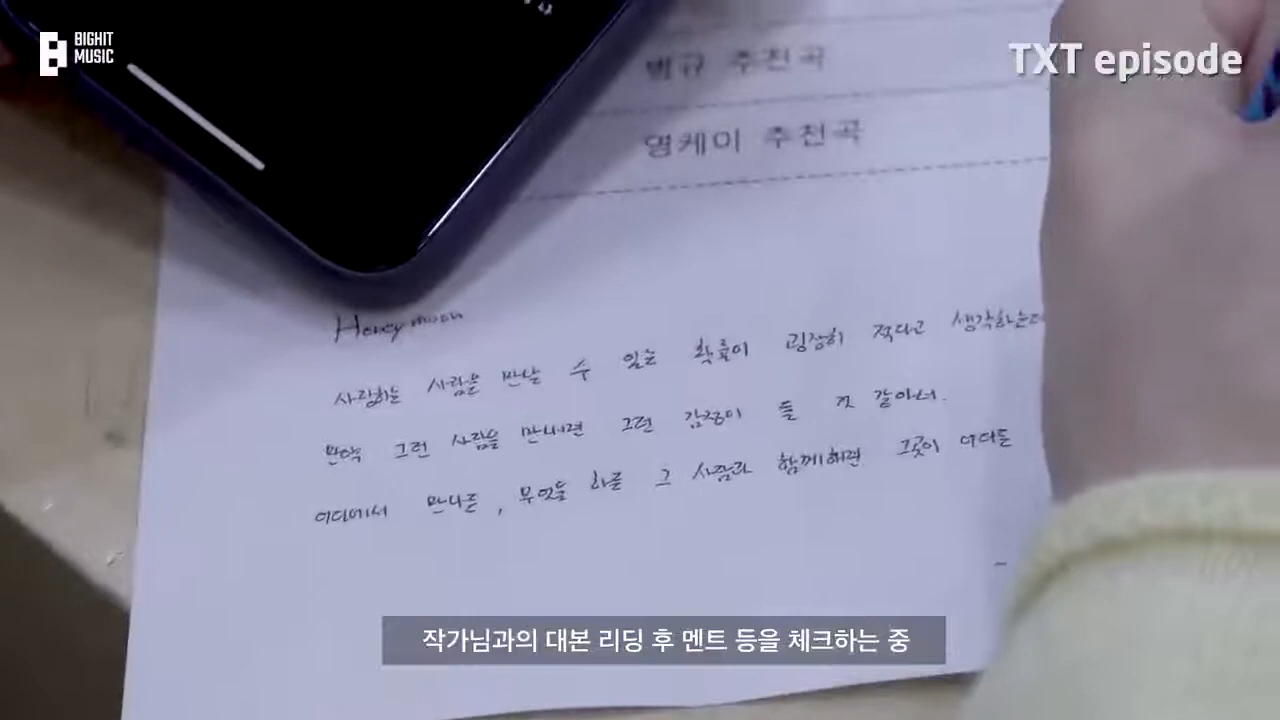 BIGHIT
MUSIC
TXT episode
범규 추천곡
영케이 추천곡
Honey moon
사랑하는 사람을 만날 수 있는 확률이 굉장히 적다고 생각하는데
만약 그런 사람을 만나면 그런 감정이 들 것 같아서.
어디에서 만나든, 무엇을 하든 그 사람과 함께하면 그곳이 어디든
작가님과의 대본 리딩 후 멘트 등을 체크하는 중